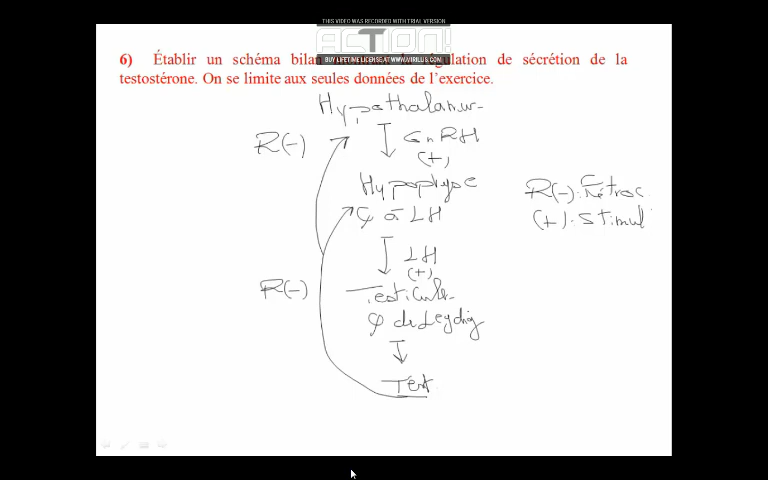 THIS VIDEO WAS RECORDED WITH TRIAL VERSION
ACTION!
BUY LIFETIME LICENSE AT WWW.MIRILLIS.COM
6) Établir un schéma bilan régulation de sécrétion de la
testostérone. On se limite aux seules données de l'exercice.
Hypothalamus
R(-)
GnRH
(+)
Hypophyse
φ à LH
R(-): Rétroc
(+): Stimul
LH
(+)
R(-)
Testicule
φ de Leydig
Test